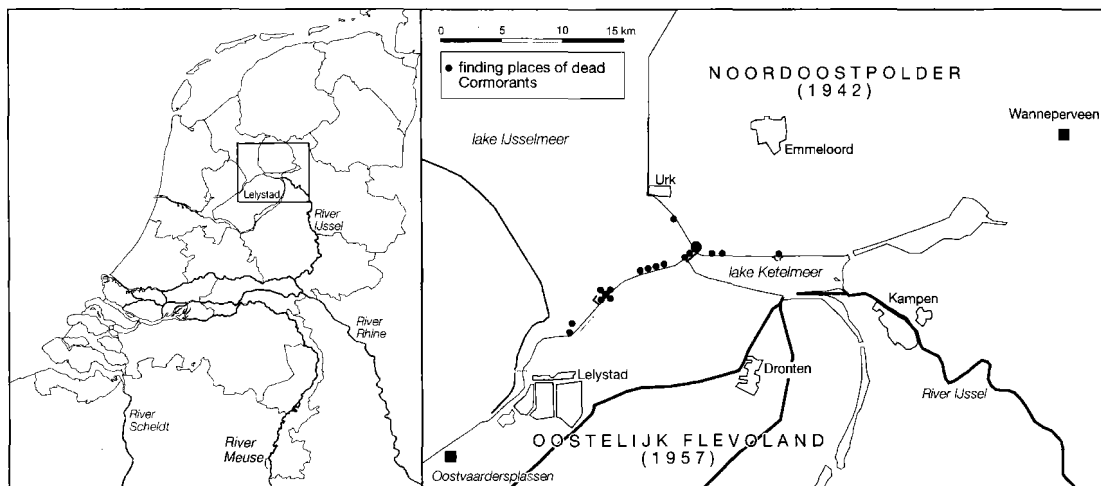 Lelystad
River
IJssel
River
Rhine
River
Scheldt
River
Meuse
0 5 10 15 km
finding places of dead
Cormorants
lake IJsselmeer
NOORDOOSTPOLDER
(1942)
Wanneperveen
Emmeloord
Urk
lake Ketelmeer
Kampen
Dronten
Lelystad
River IJssel
OOSTELIJK FLEVOLAND
(1957)
Oostvaardersplassen